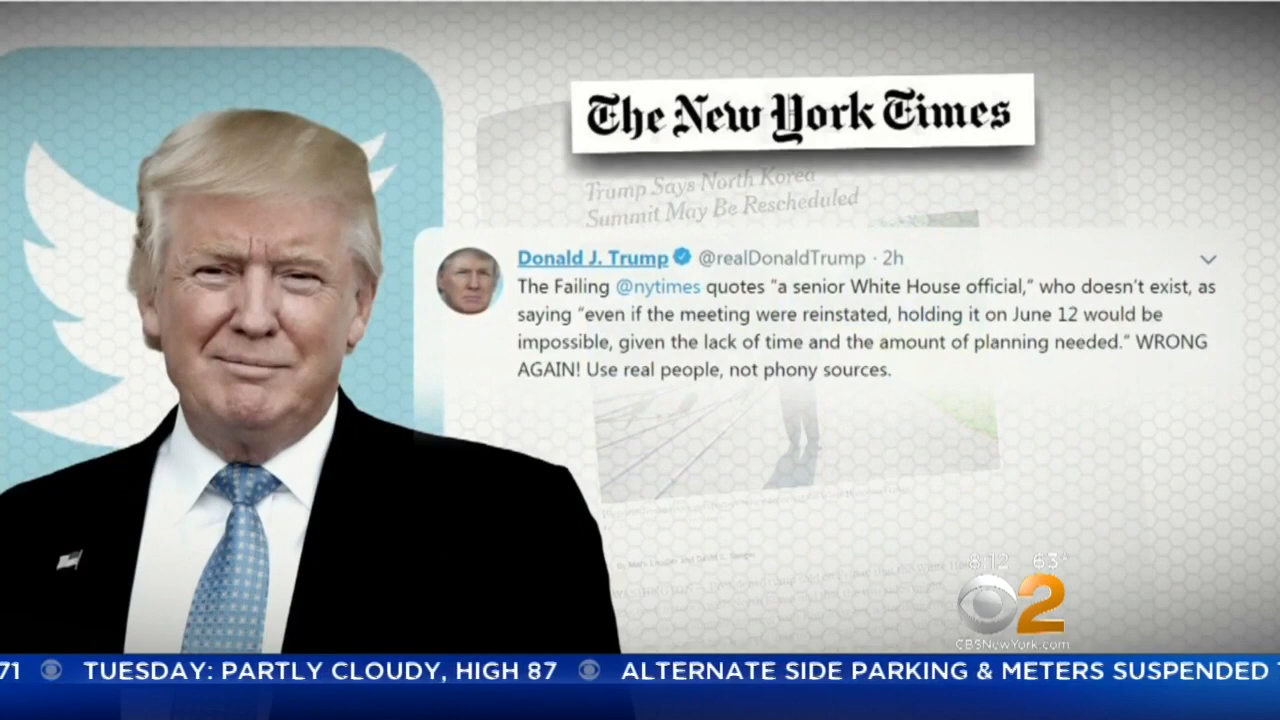 The New York Times
Trump Says North Korea
Summit May Be Rescheduled
Donald J. Trump @realDonaldTrump · 2h
The Failing @nytimes quotes “a senior White House official,” who doesn’t exist, as
saying “even if the meeting were reinstated, holding it on June 12 would be
impossible, given the lack of time and the amount of planning needed.” WRONG
AGAIN! Use real people, not phony sources.
8:12 63°
2
CBSNewYork.com
71 TUESDAY: PARTLY CLOUDY, HIGH 87 ALTERNATE SIDE PARKING & METERS SUSPENDED